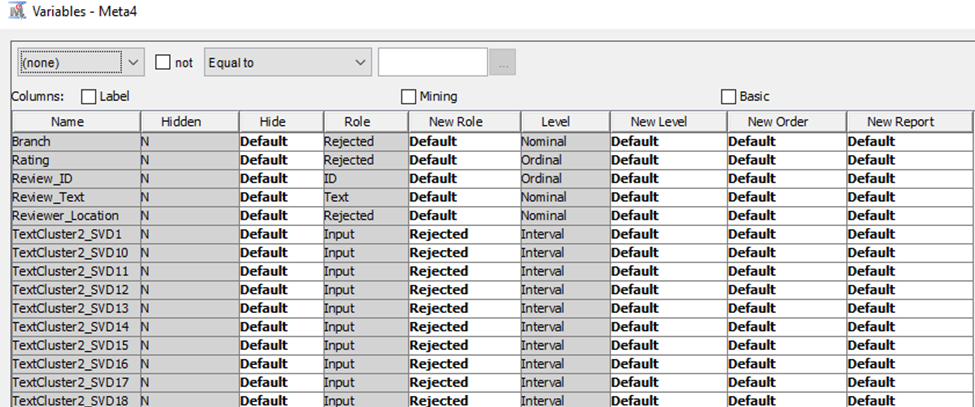 Variables - Meta4
(none) not Equal to ...
Columns: Label Mining Basic
Name Hidden Hide Role New Role Level New Level New Order New Report
Branch N Default Rejected Default Nominal Default Default Default
Rating N Default Rejected Default Ordinal Default Default Default
Review_ID N Default ID Default Ordinal Default Default Default
Review_Text N Default Text Default Nominal Default Default Default
Reviewer_Location N Default Rejected Default Nominal Default Default Default
TextCluster2_SVD1 N Default Input Rejected Interval Default Default Default
TextCluster2_SVD10 N Default Input Rejected Interval Default Default Default
TextCluster2_SVD11 N Default Input Rejected Interval Default Default Default
TextCluster2_SVD12 N Default Input Rejected Interval Default Default Default
TextCluster2_SVD13 N Default Input Rejected Interval Default Default Default
TextCluster2_SVD14 N Default Input Rejected Interval Default Default Default
TextCluster2_SVD15 N Default Input Rejected Interval Default Default Default
TextCluster2_SVD16 N Default Input Rejected Interval Default Default Default
TextCluster2_SVD17 N Default Input Rejected Interval Default Default Default
TextCluster2_SVD18 N Default Input Rejected Interval Default Default Default